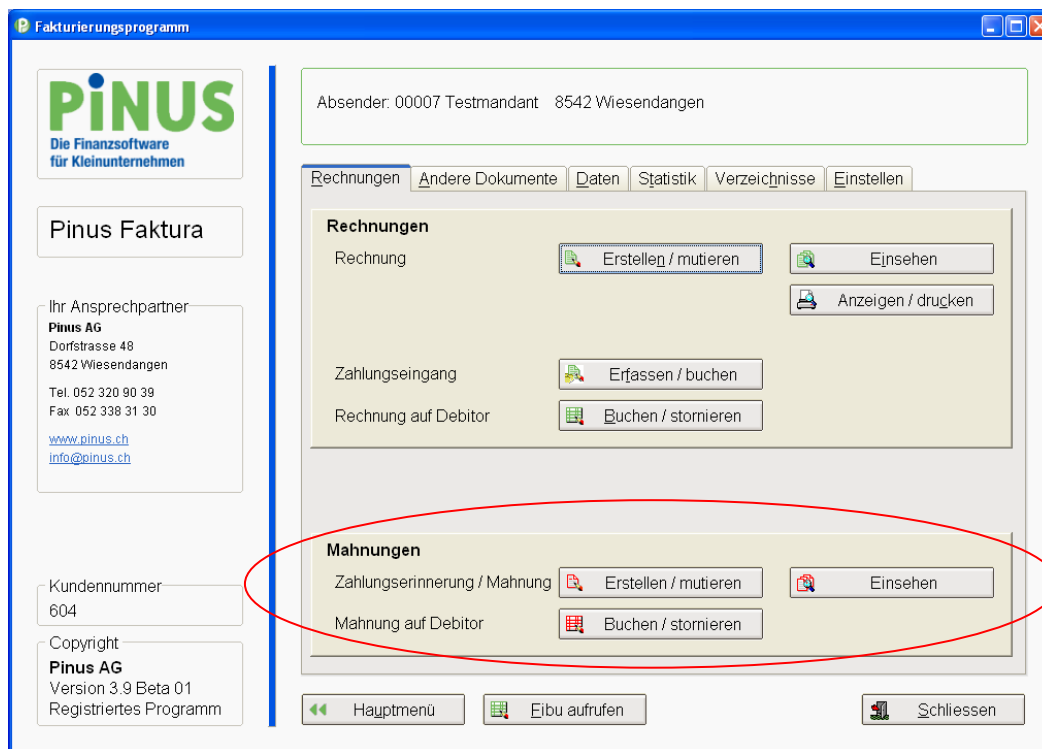 Fakturierungsprogramm
PiNUS
Die Finanzsoftware
für Kleinunternehmen
Pinus Faktura
Ihr Ansprechpartner
Pinus AG
Dorfstrasse 48
8542 Wiesendangen
Tel. 052 320 90 39
Fax 052 338 31 30
www.pinus.ch
info@pinus.ch
Kundennummer
604
Copyright
Pinus AG
Version 3.9 Beta 01
Registriertes Programm
Absender: 00007 Testmandant 8542 Wiesendangen
Rechnungen Andere Dokumente Daten Statistik Verzeichnisse Einstellen
Rechnungen
Rechnung Erstellen / mutieren Einsehen
Anzeigen / drucken
Zahlungseingang Erfassen / buchen
Rechnung auf Debitor Buchen / stornieren
Mahnungen
Zahlungserinnerung / Mahnung Erstellen / mutieren Einsehen
Mahnung auf Debitor Buchen / stornieren
Hauptmenü Fibu aufrufen Schliessen